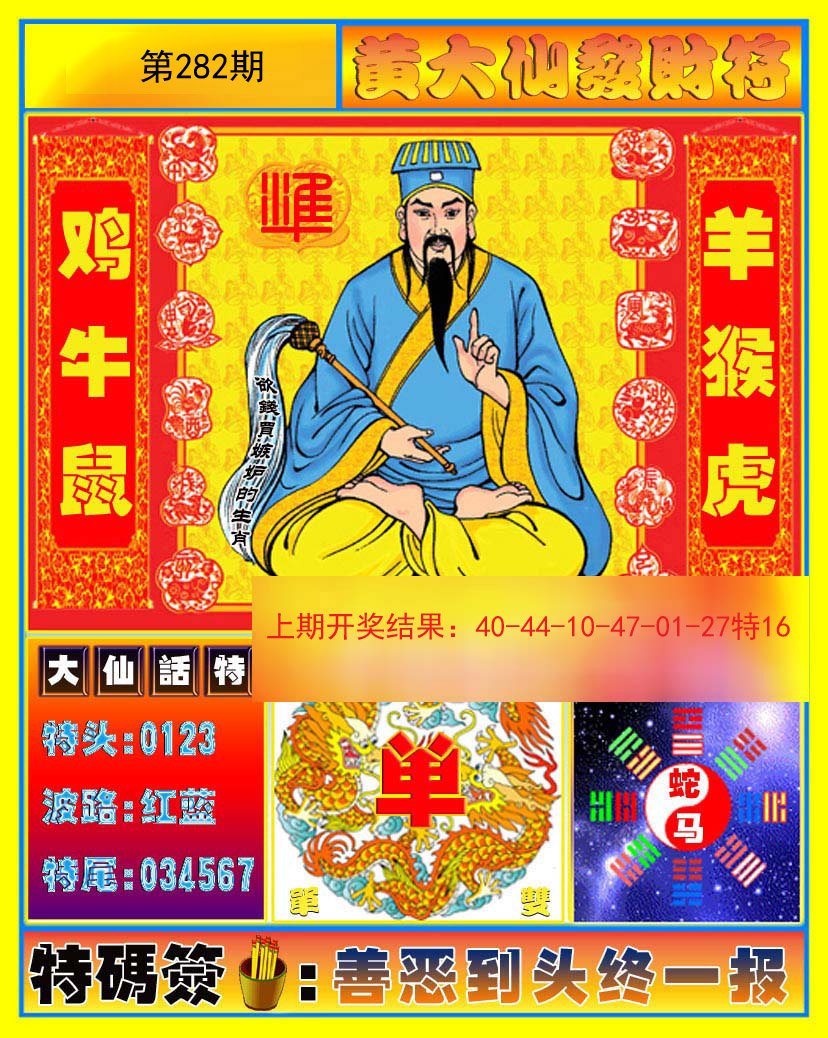 第282期
黄大仙發財符
鸡牛鼠
羊猴虎
欲錢買嫉妒的生肖
上期开奖结果：40-44-10-47-01-27特16
大仙話特
特头:0123
波路:红蓝
特尾:034567
单
單
雙
蛇
马
特碼簽:善恶到头终一报